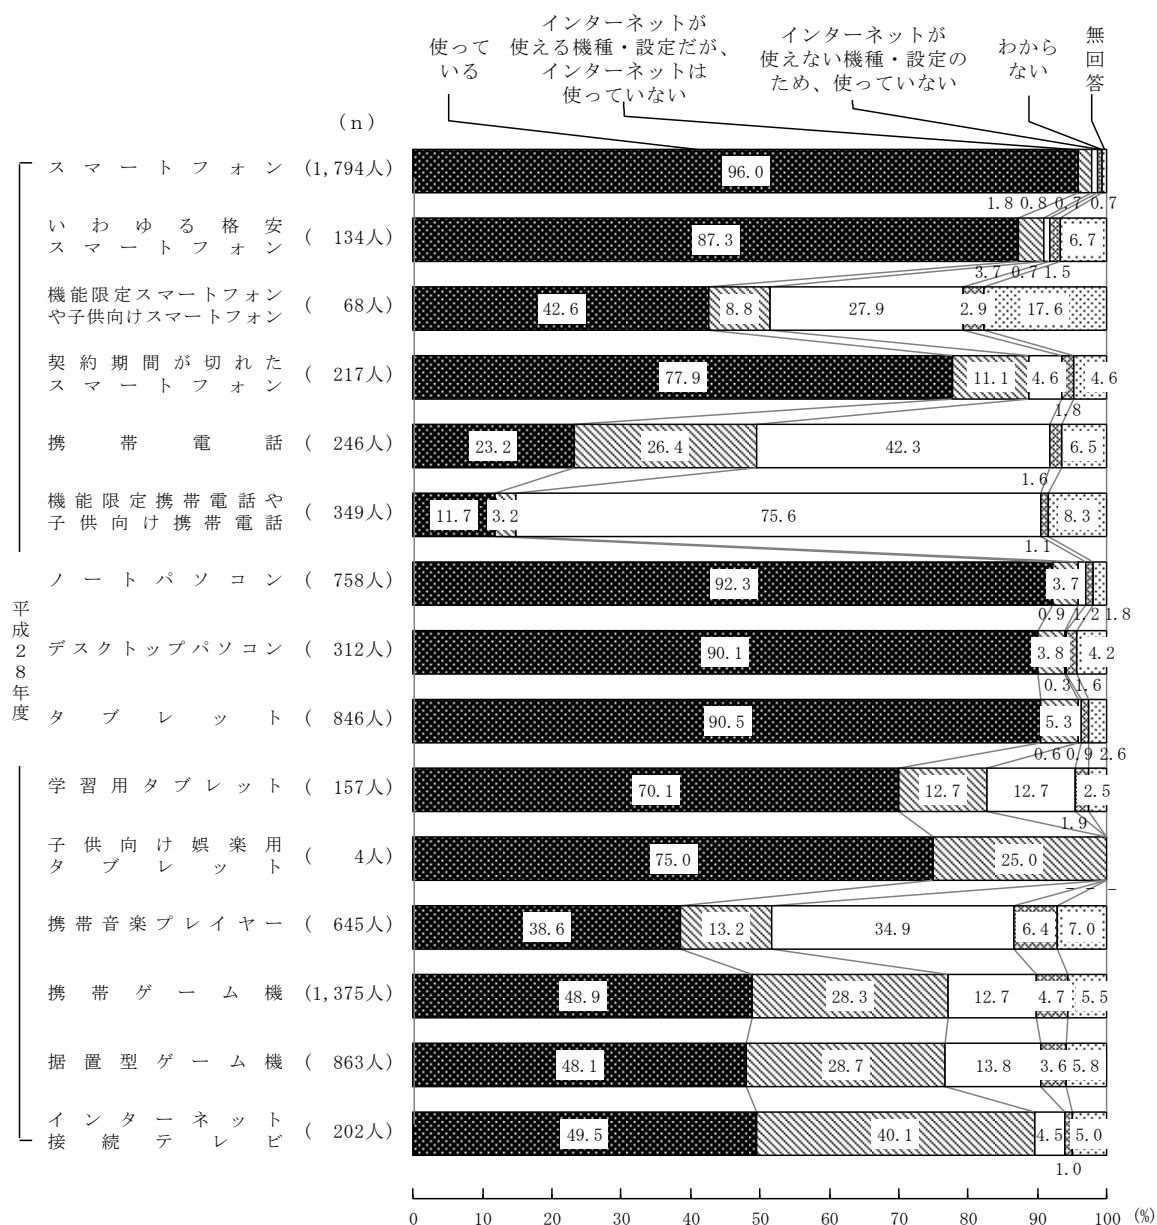 使って
いる
インターネットが
使える機種・設定だが、
インターネットは
使っていない
インターネットが
使えない機種・設定の
ため、使っていない
わから
ない
無
回
答
(n)
スマートフォン (1,794人) 96.0
1.8 0.8 0.7 0.7
いわゆる格安
スマートフォン ( 134人) 87.3 6.7
3.7 0.7 1.5
機能限定スマートフォン
や子供向けスマートフォン ( 68人) 42.6 8.8 27.9 2.9 17.6
契約期間が切れた
スマートフォン ( 217人) 77.9 11.1 4.6 4.6
1.8
携帯電話 ( 246人) 23.2 26.4 42.3 6.5
1.6
機能限定携帯電話や
子供向け携帯電話 ( 349人) 11.7 3.2 75.6 8.3
1.1
ノートパソコン ( 758人) 92.3 3.7
0.9 1.2 1.8
平成28年度
デスクトップパソコン ( 312人) 90.1 3.8 4.2
0.3 1.6
タブレット ( 846人) 90.5 5.3
0.6 0.9 2.6
学習用タブレット ( 157人) 70.1 12.7 12.7 2.5
1.9
子供向け娯楽用
タブレット ( 4人) 75.0 25.0
- - -
携帯音楽プレイヤー ( 645人) 38.6 13.2 34.9 6.4 7.0
携帯ゲーム機 (1,375人) 48.9 28.3 12.7 4.7 5.5
据置型ゲーム機 ( 863人) 48.1 28.7 13.8 3.6 5.8
インターネット
接続テレビ ( 202人) 49.5 40.1 4.5 5.0
1.0
0 10 20 30 40 50 60 70 80 90 100 (%)